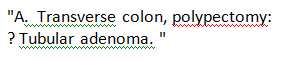 "A. Transverse colon, polypectomy:
? Tubular adenoma. "